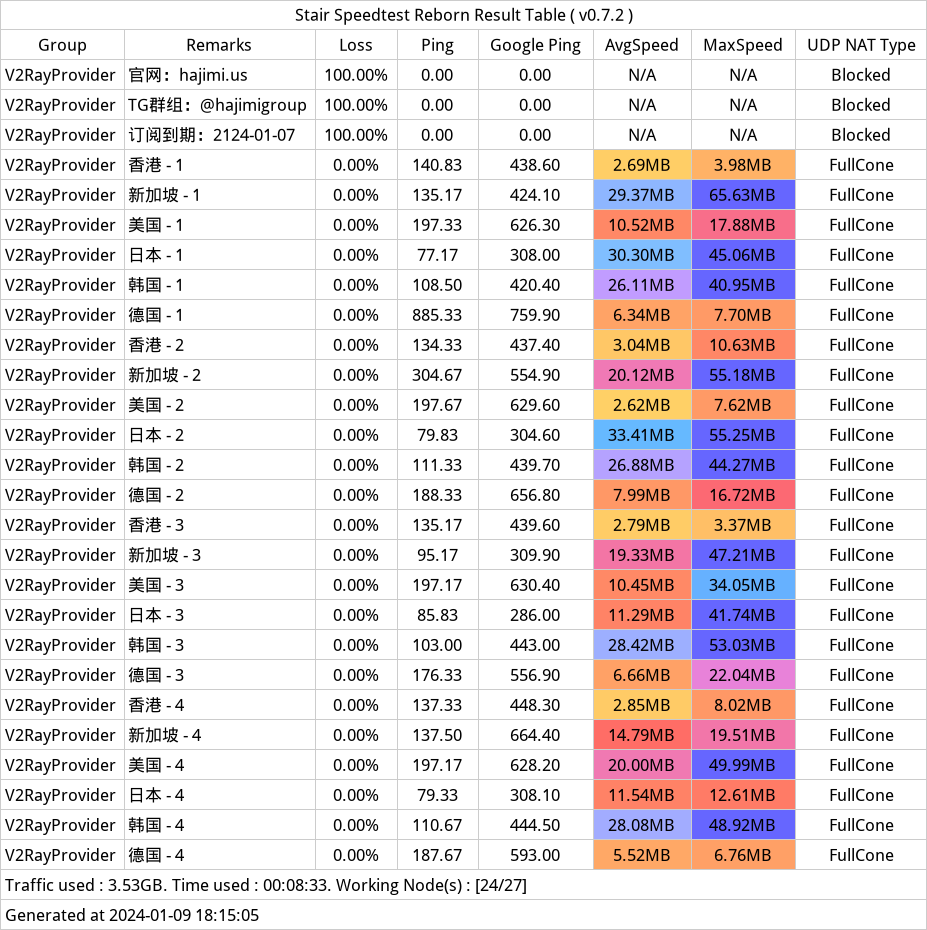 Stair Speedtest Reborn Result Table ( v0.7.2 )
Group Remarks Loss Ping Google Ping AvgSpeed MaxSpeed UDP NAT Type
V2RayProvider 官网：hajimi.us 100.00% 0.00 0.00 N/A N/A Blocked
V2RayProvider TG群组：@hajimigroup 100.00% 0.00 0.00 N/A N/A Blocked
V2RayProvider 订阅到期：2124-01-07 100.00% 0.00 0.00 N/A N/A Blocked
V2RayProvider 香港 - 1 0.00% 140.83 438.60 2.69MB 3.98MB FullCone
V2RayProvider 新加坡 - 1 0.00% 135.17 424.10 29.37MB 65.63MB FullCone
V2RayProvider 美国 - 1 0.00% 197.33 626.30 10.52MB 17.88MB FullCone
V2RayProvider 日本 - 1 0.00% 77.17 308.00 30.30MB 45.06MB FullCone
V2RayProvider 韩国 - 1 0.00% 108.50 420.40 26.11MB 40.95MB FullCone
V2RayProvider 德国 - 1 0.00% 885.33 759.90 6.34MB 7.70MB FullCone
V2RayProvider 香港 - 2 0.00% 134.33 437.40 3.04MB 10.63MB FullCone
V2RayProvider 新加坡 - 2 0.00% 304.67 554.90 20.12MB 55.18MB FullCone
V2RayProvider 美国 - 2 0.00% 197.67 629.60 2.62MB 7.62MB FullCone
V2RayProvider 日本 - 2 0.00% 79.83 304.60 33.41MB 55.25MB FullCone
V2RayProvider 韩国 - 2 0.00% 111.33 439.70 26.88MB 44.27MB FullCone
V2RayProvider 德国 - 2 0.00% 188.33 656.80 7.99MB 16.72MB FullCone
V2RayProvider 香港 - 3 0.00% 135.17 439.60 2.79MB 3.37MB FullCone
V2RayProvider 新加坡 - 3 0.00% 95.17 309.90 19.33MB 47.21MB FullCone
V2RayProvider 美国 - 3 0.00% 197.17 630.40 10.45MB 34.05MB FullCone
V2RayProvider 日本 - 3 0.00% 85.83 286.00 11.29MB 41.74MB FullCone
V2RayProvider 韩国 - 3 0.00% 103.00 443.00 28.42MB 53.03MB FullCone
V2RayProvider 德国 - 3 0.00% 176.33 556.90 6.66MB 22.04MB FullCone
V2RayProvider 香港 - 4 0.00% 137.33 448.30 2.85MB 8.02MB FullCone
V2RayProvider 新加坡 - 4 0.00% 137.50 664.40 14.79MB 19.51MB FullCone
V2RayProvider 美国 - 4 0.00% 197.17 628.20 20.00MB 49.99MB FullCone
V2RayProvider 日本 - 4 0.00% 79.33 308.10 11.54MB 12.61MB FullCone
V2RayProvider 韩国 - 4 0.00% 110.67 444.50 28.08MB 48.92MB FullCone
V2RayProvider 德国 - 4 0.00% 187.67 593.00 5.52MB 6.76MB FullCone
Traffic used : 3.53GB. Time used : 00:08:33. Working Node(s) : [24/27]
Generated at 2024-01-09 18:15:05